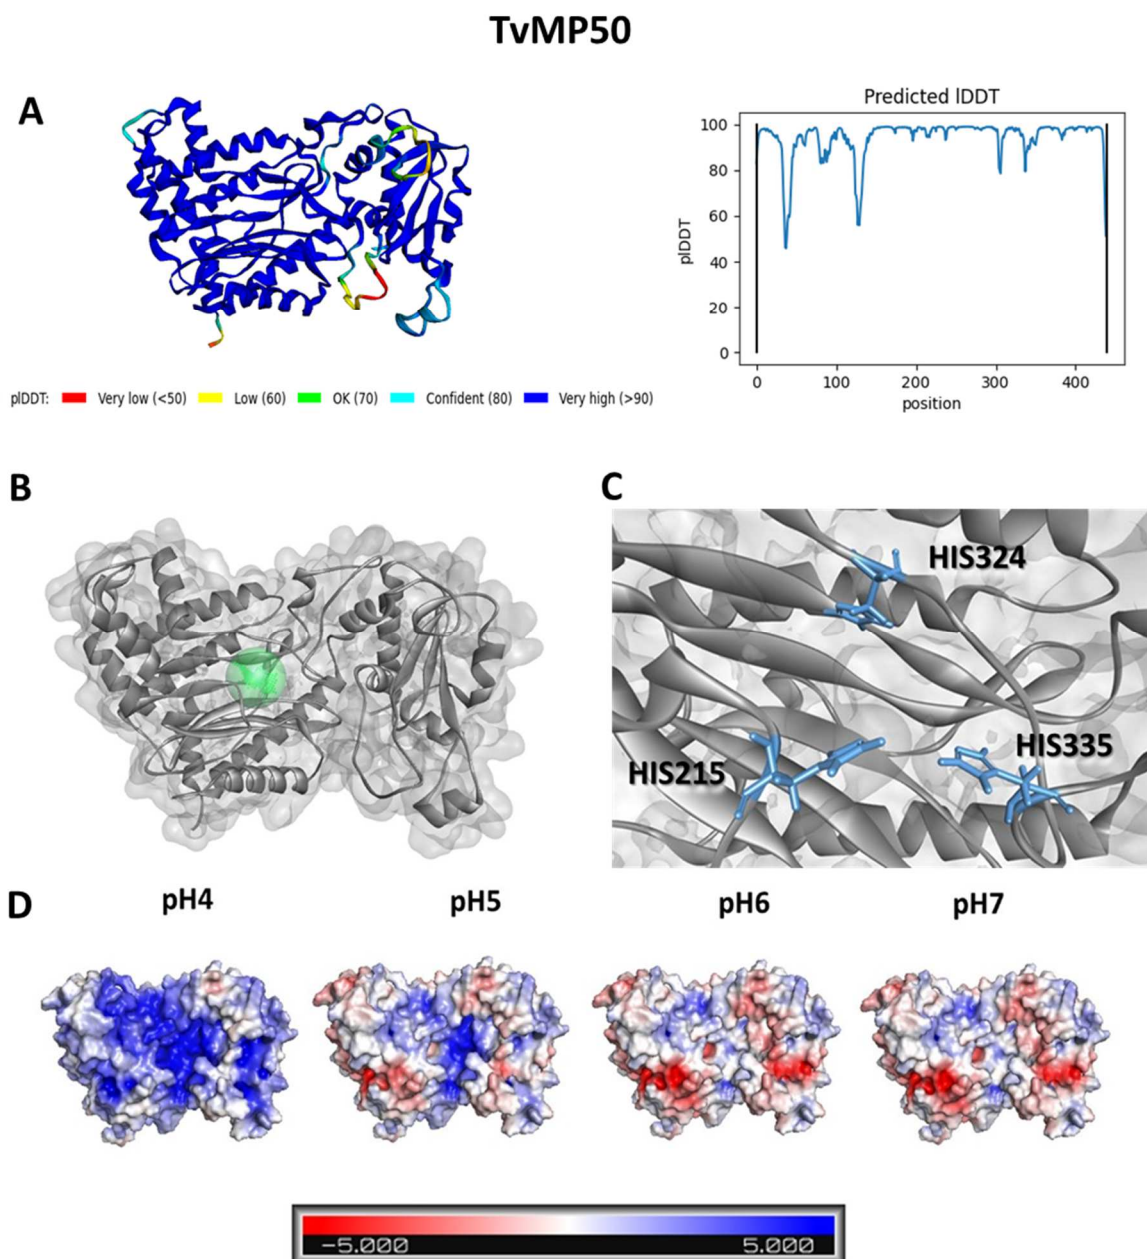 TvMP50
A
Predicted lDDT
100
80
60
40
20
0
plDDT
0 100 200 300 400
position
plDDT: Very low (<50) Low (60) OK (70) Confident (80) Very high (>90)
B
C
HIS324
HIS215
HIS335
D
pH4 pH5 pH6 pH7
-5.000 5.000